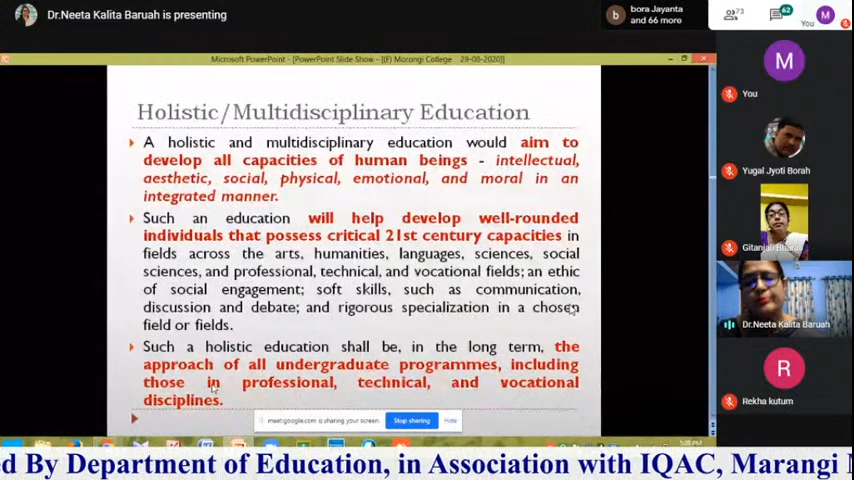 Dr.Neeta Kalita Baruah is presenting
bora Jayanta
and 66 more
b
73
62
You
M
Microsoft PowerPoint - [PowerPoint Slide Show - [(F) Morongi College 29-08-2020]]
Holistic/Multidisciplinary Education
A holistic and multidisciplinary education would aim to
develop all capacities of human beings - intellectual,
aesthetic, social, physical, emotional, and moral in an
integrated manner.
Such an education will help develop well-rounded
individuals that possess critical 21st century capacities in
fields across the arts, humanities, languages, sciences, social
sciences, and professional, technical, and vocational fields; an ethic
of social engagement; soft skills, such as communication,
discussion and debate; and rigorous specialization in a chosen
field or fields.
Such a holistic education shall be, in the long term, the
approach of all undergraduate programmes, including
those in professional, technical, and vocational
disciplines.
meet.google.com is sharing your screen.
Stop sharing
Hide
5:08 PM
M
You
Yugal Jyoti Borah
Gitanjali
Dr.Neeta Kalita Baruah
R
Rekha kutum
ed By Department of Education, in Association with IQAC, Marangi